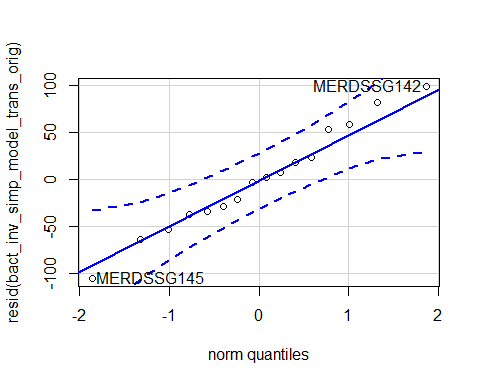 resid(bact_inv_simp_model_trans_orig)
100
50
0
-50
-100
MERDSSG142
MERDSSG145
-2 -1 0 1 2
norm quantiles